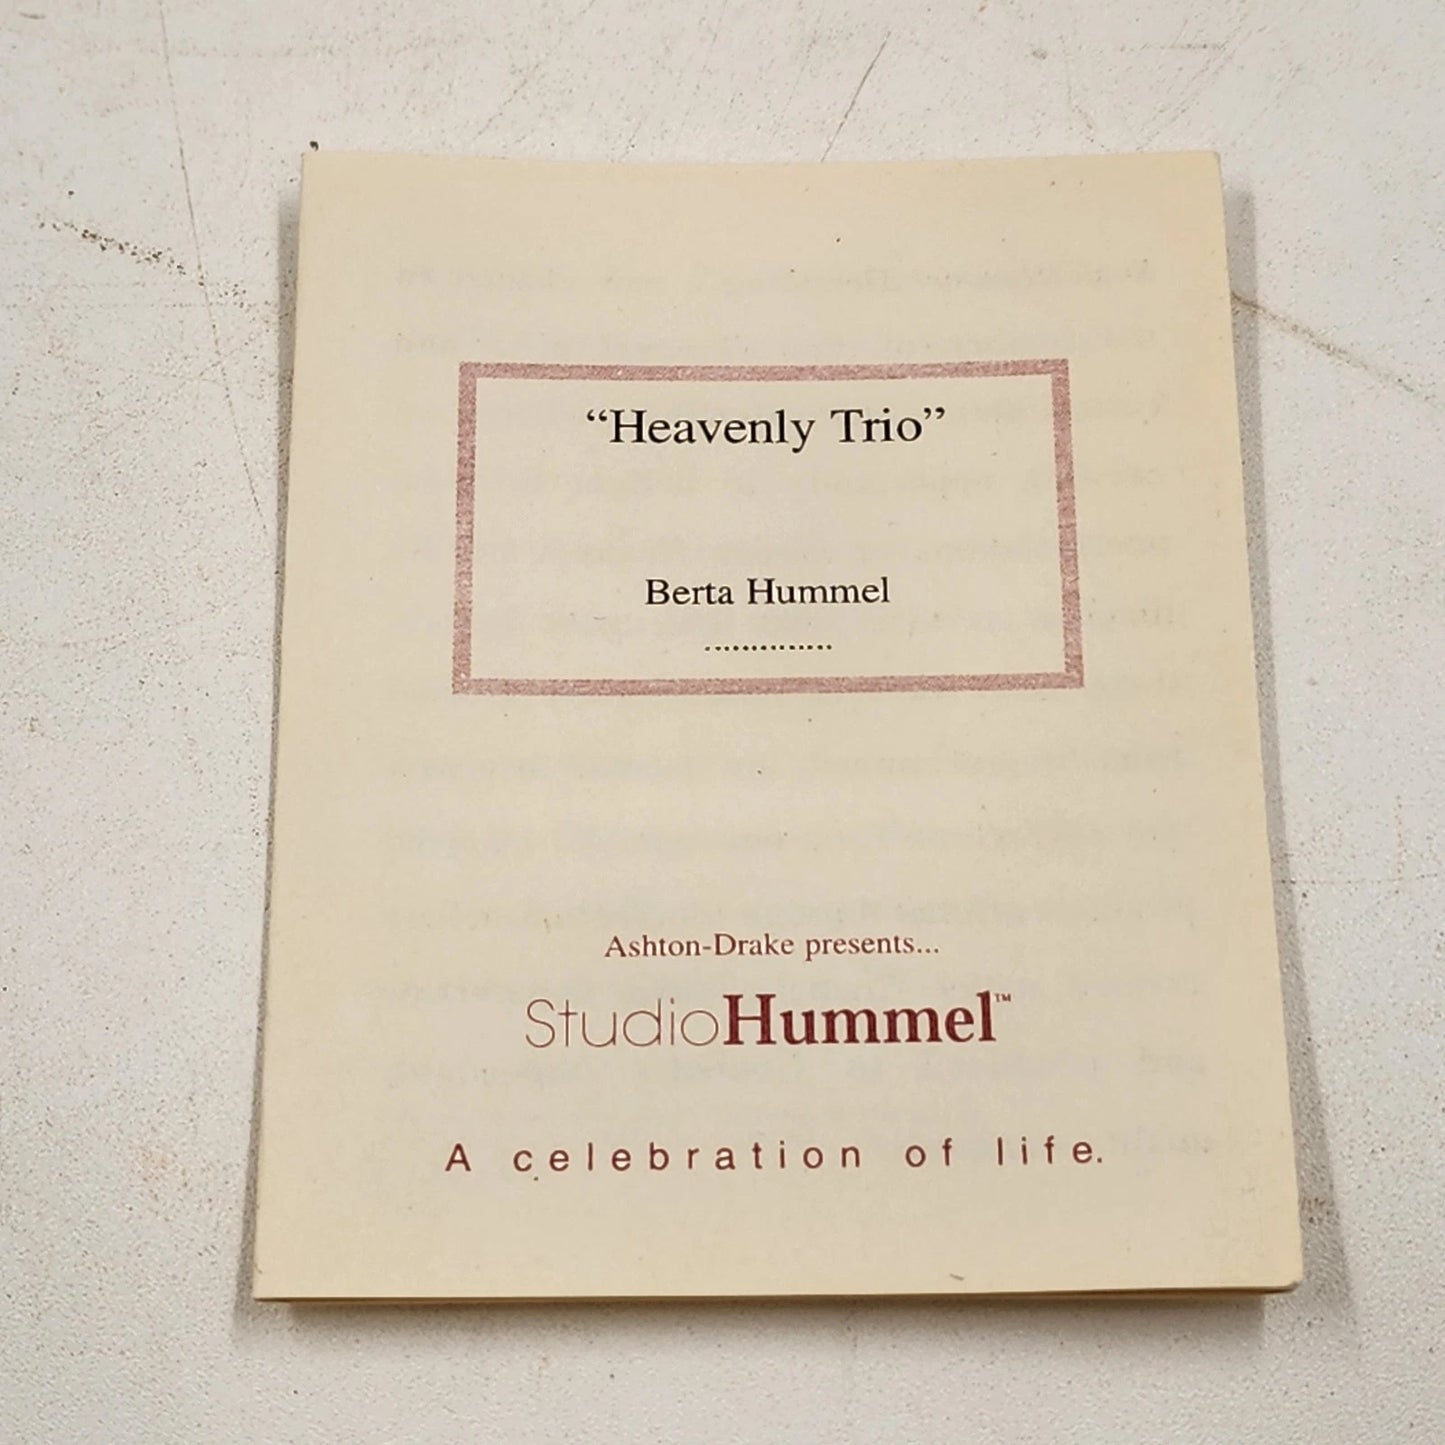 “Heavenly Trio”
Berta Hummel
Ashton-Drake presents...
StudioHummel™
A celebration of life.